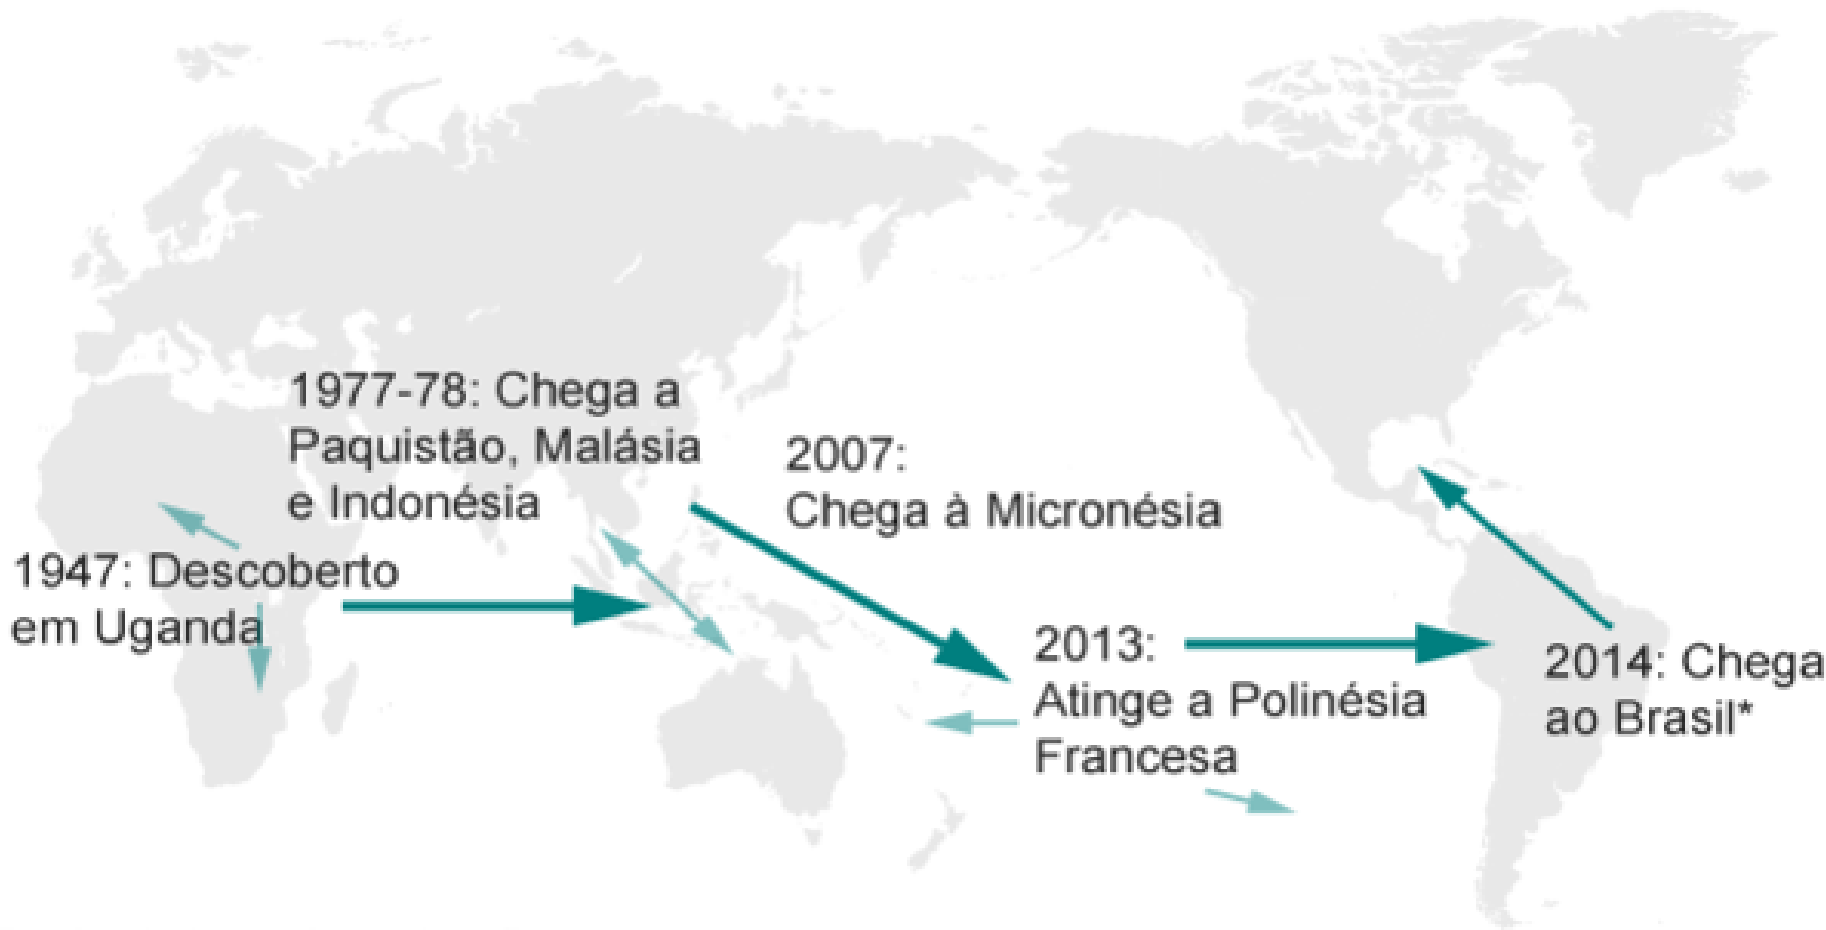 1977-78: Chega a
Paquistão, Malásia
e Indonésia
2007:
Chega à Micronésia
1947: Descoberto
em Uganda
2013:
Atinge a Polinésia
Francesa
2014: Chega
ao Brasil*